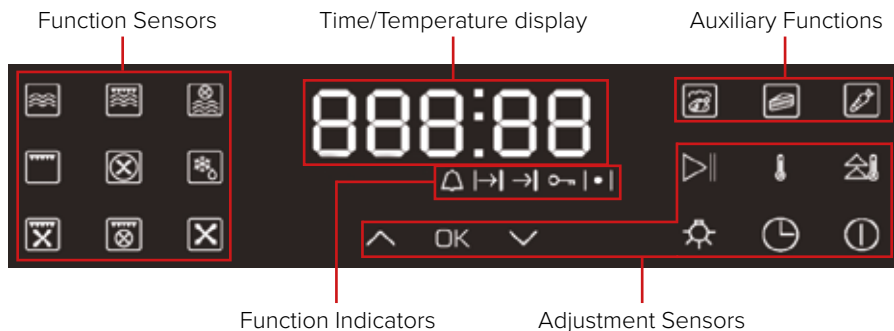 Function Sensors
Time/Temperature display
Auxiliary Functions
888:88
OK
Function Indicators
Adjustment Sensors